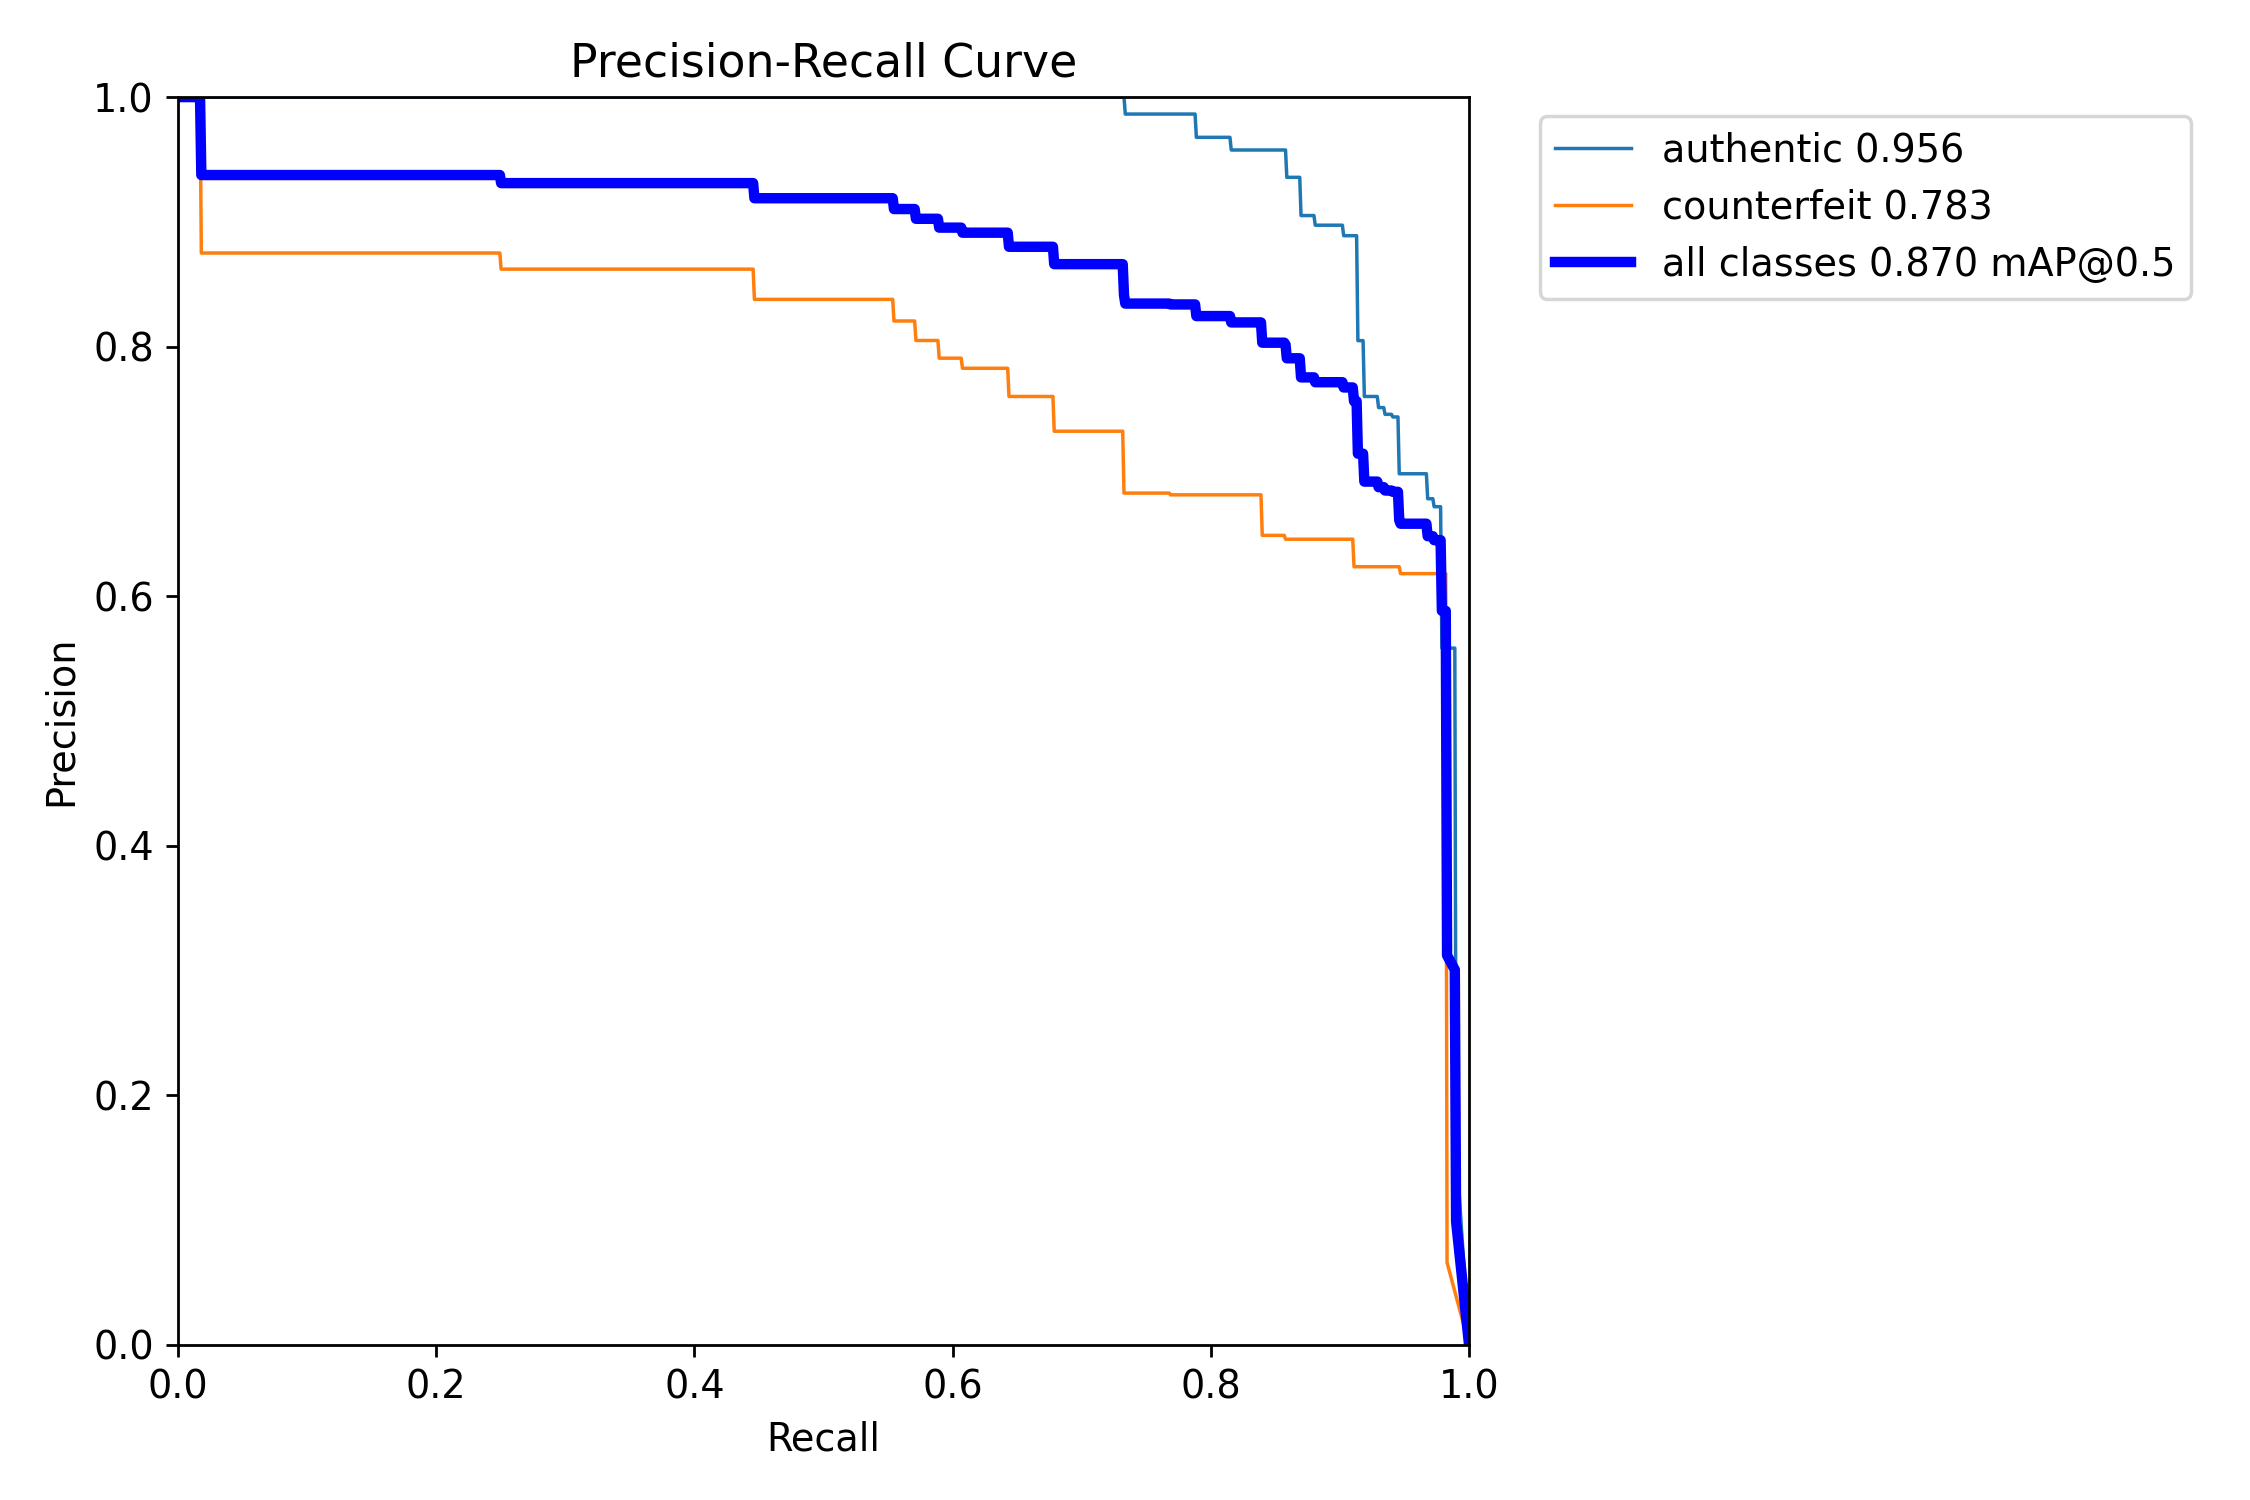 Precision-Recall Curve
authentic 0.956
counterfeit 0.783
all classes 0.870 mAP@0.5
Precision
1.0
0.8
0.6
0.4
0.2
0.0
0.0 0.2 0.4 0.6 0.8 1.0
Recall